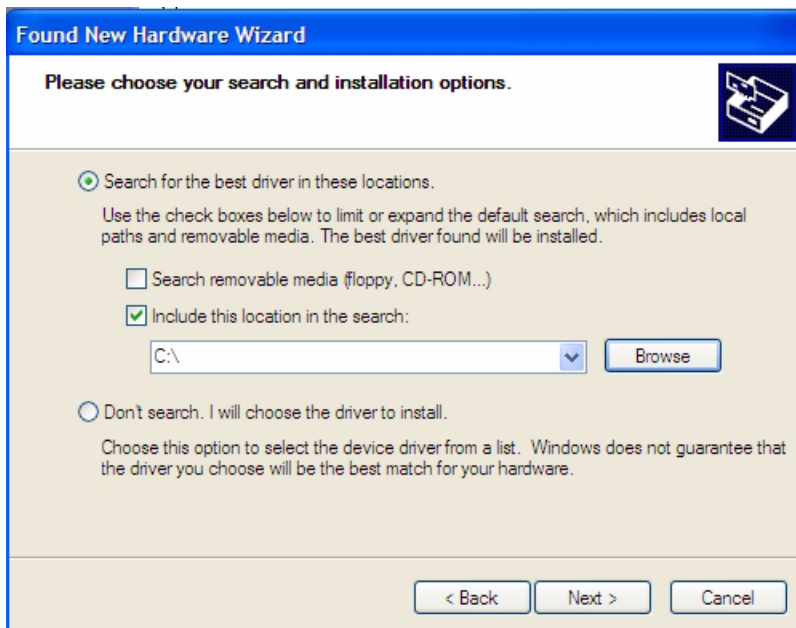 Found New Hardware Wizard
Please choose your search and installation options.
Search for the best driver in these locations.
Use the check boxes below to limit or expand the default search, which includes local
paths and removable media. The best driver found will be installed.
Search removable media (floppy, CD-ROM...)
Include this location in the search:
C:\
Browse
Don't search. I will choose the driver to install.
Choose this option to select the device driver from a list.  Windows does not guarantee that
the driver you choose will be the best match for your hardware.
< Back
Next >
Cancel